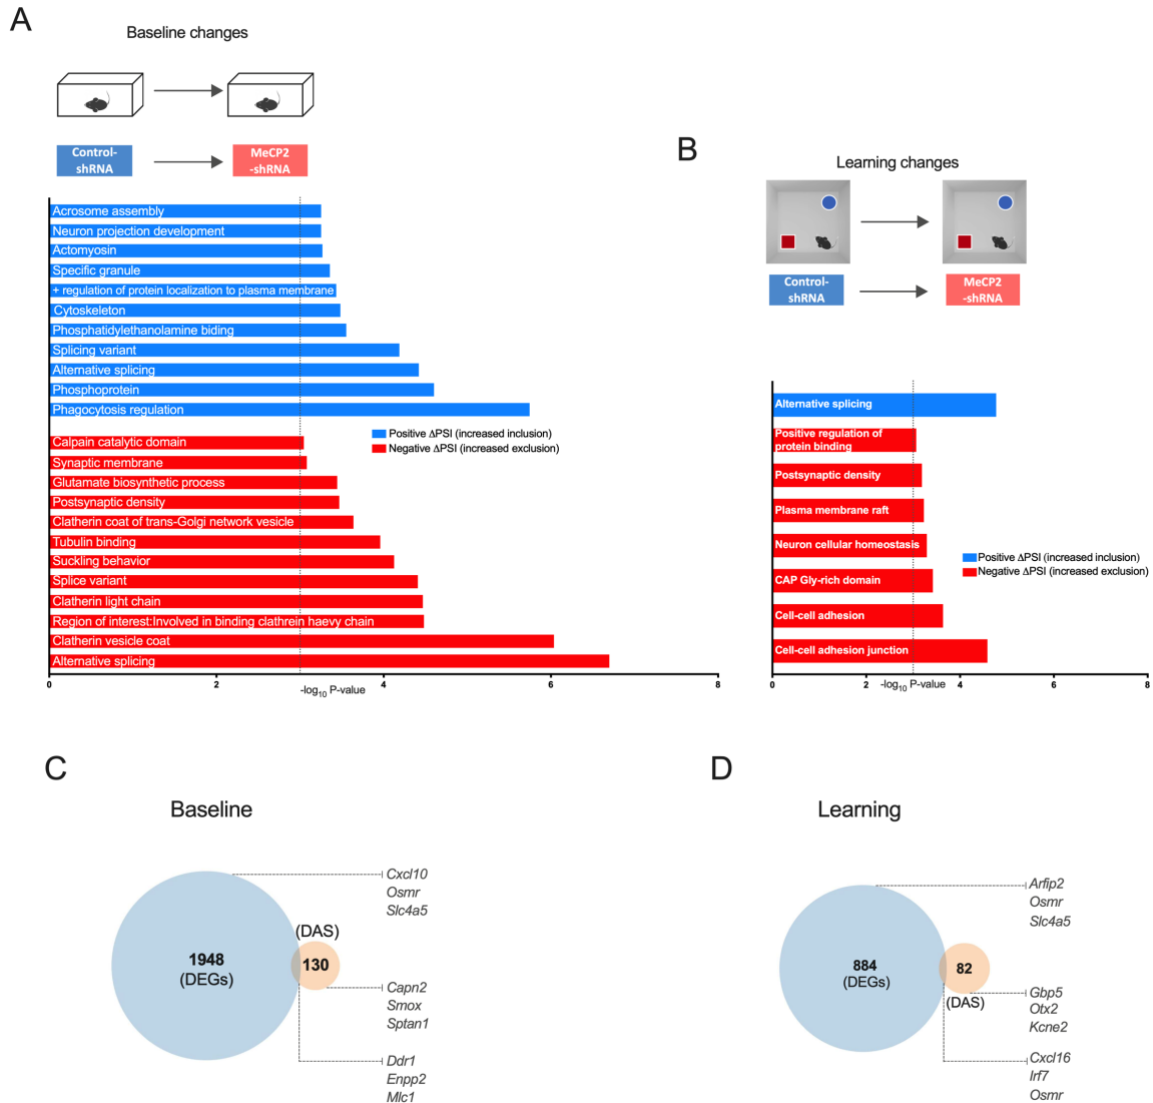 A
Baseline changes
Control-
shRNA
MeCP2
-shRNA
Acrosome assembly
Neuron projection development
Actomyosin
Specific granule
+ regulation of protein localization to plasma membrane
Cytoskeleton
Phosphatidylethanolamine biding
Splicing variant
Alternative splicing
Phosphoprotein
Phagocytosis regulation
Positive ΔPSI (increased inclusion)
Negative ΔPSI (increased exclusion)
Calpain catalytic domain
Synaptic membrane
Glutamate biosynthetic process
Postsynaptic density
Clatherin coat of trans-Golgi network vesicle
Tubulin binding
Suckling behavior
Splice variant
Clatherin light chain
Region of interest:Involved in binding clathrein haevy chain
Clatherin vesicle coat
Alternative splicing
0 2 4 6 8
-log10 P-value
B
Learning changes
Control-
shRNA
MeCP2
-shRNA
Alternative splicing
Positive regulation of
protein binding
Postsynaptic density
Plasma membrane raft
Neuron cellular homeostasis
CAP Gly-rich domain
Cell-cell adhesion
Cell-cell adhesion junction
Positive ΔPSI (increased inclusion)
Negative ΔPSI (increased exclusion)
0 2 4 6 8
-log10 P-value
C
Baseline
1948
(DEGs)
(DAS)
130
Cxcl10
Osmr
Slc4a5
Capn2
Smox
Sptan1
Ddr1
Enpp2
Mlc1
D
Learning
884
(DEGs)
82
(DAS)
Arfip2
Osmr
Slc4a5
Gbp5
Otx2
Kcne2
Cxcl16
Irf7
Osmr